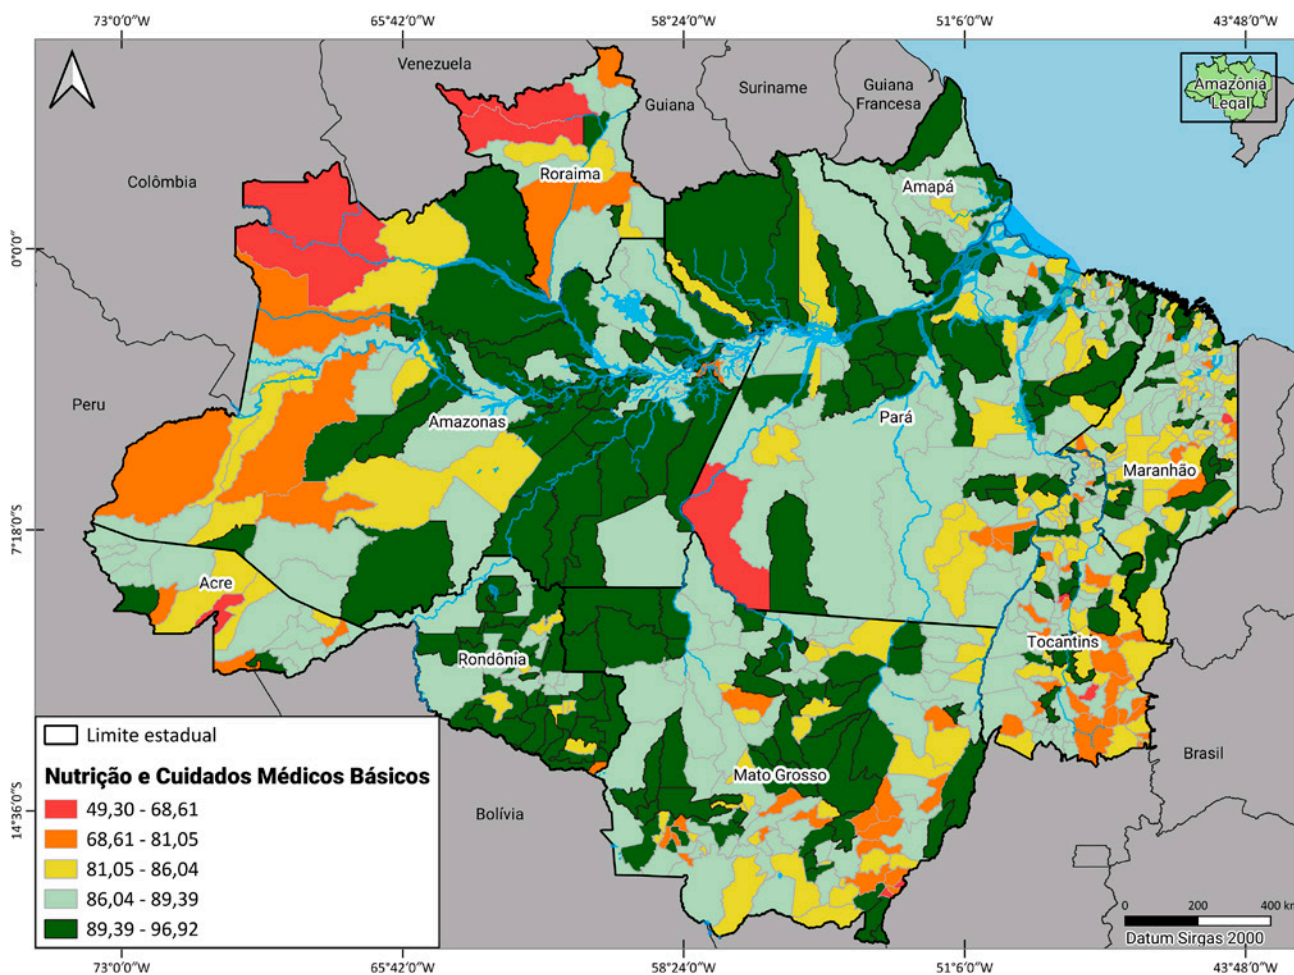 73°0′0″W
65°42′0″W
58°24′0″W
51°6′0″W
43°48′0″W
Venezuela
Guiana
Suriname
Guiana
Francesa
Amazônia
Legal
Colômbia
Roraima
Amapá
0°0′0″
Peru
Amazonas
Pará
Maranhão
7°18′0″S
Acre
Tocantins
Rondônia
Limite estadual
Nutrição e Cuidados Médicos Básicos
49,30 - 68,61
68,61 - 81,05
81,05 - 86,04
86,04 - 89,39
89,39 - 96,92
Mato Grosso
Brasil
Bolívia
14°36′0″S
0 200 400 km
Datum Sirgas 2000
73°0′0″W
65°42′0″W
58°24′0″W
51°6′0″W
43°48′0″W